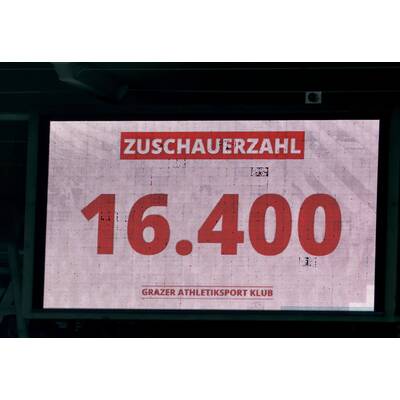 ZUSCHAUERZAHL
16.400
GRAZER ATHLETIKSPORT KLUB